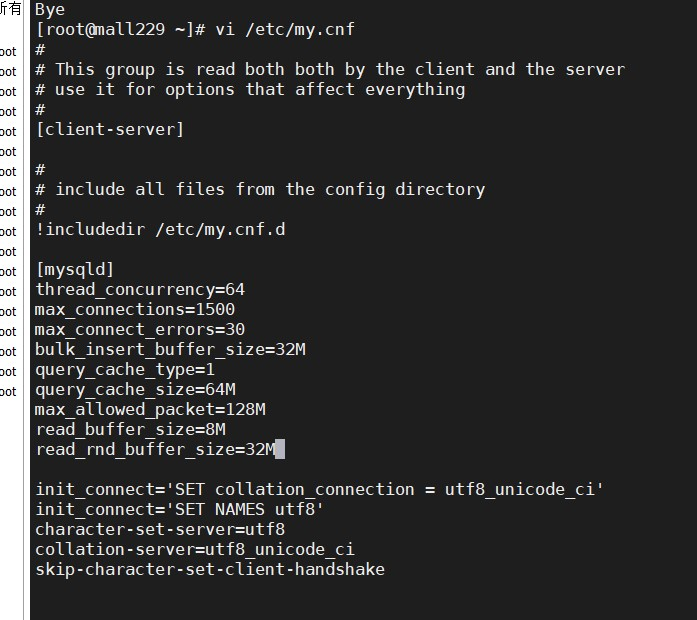 所有
Bye
[root@mall229 ~]# vi /etc/my.cnf
#
oot
# This group is read both both by the client and the server
oot
# use it for options that affect everything
oot
#
oot
[client-server]
oot
oot
#
oot
# include all files from the config directory
oot
#
oot
!includedir /etc/my.cnf.d
oot
oot
[mysqld]
oot
thread_concurrency=64
oot
max_connections=1500
oot
max_connect_errors=30
oot
bulk_insert_buffer_size=32M
oot
query_cache_type=1
oot
query_cache_size=64M
oot
max_allowed_packet=128M
read_buffer_size=8M
read_rnd_buffer_size=32M
init_connect='SET collation_connection = utf8_unicode_ci'
init_connect='SET NAMES utf8'
character-set-server=utf8
collation-server=utf8_unicode_ci
skip-character-set-client-handshake